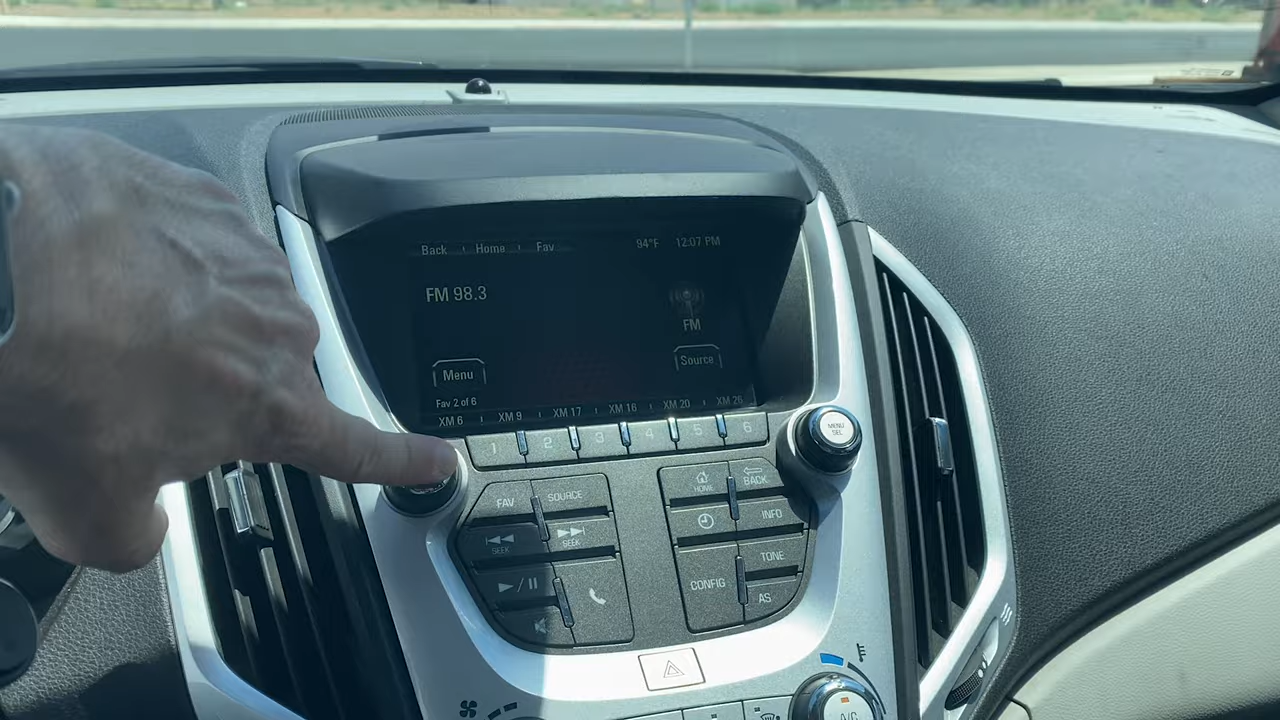 Back Home Fav 94°F 12:07 PM
FM 98.3
FM
Menu Source
Fav 2 of 6
XM 6 XM 9 XM 17 XM 16 XM 20 XM 26
1 2 3 4 5 6
MENU
SEL
FAV SOURCE
SEEK SEEK
HOME BACK
INFO
CONFIG TONE
AS
A/C